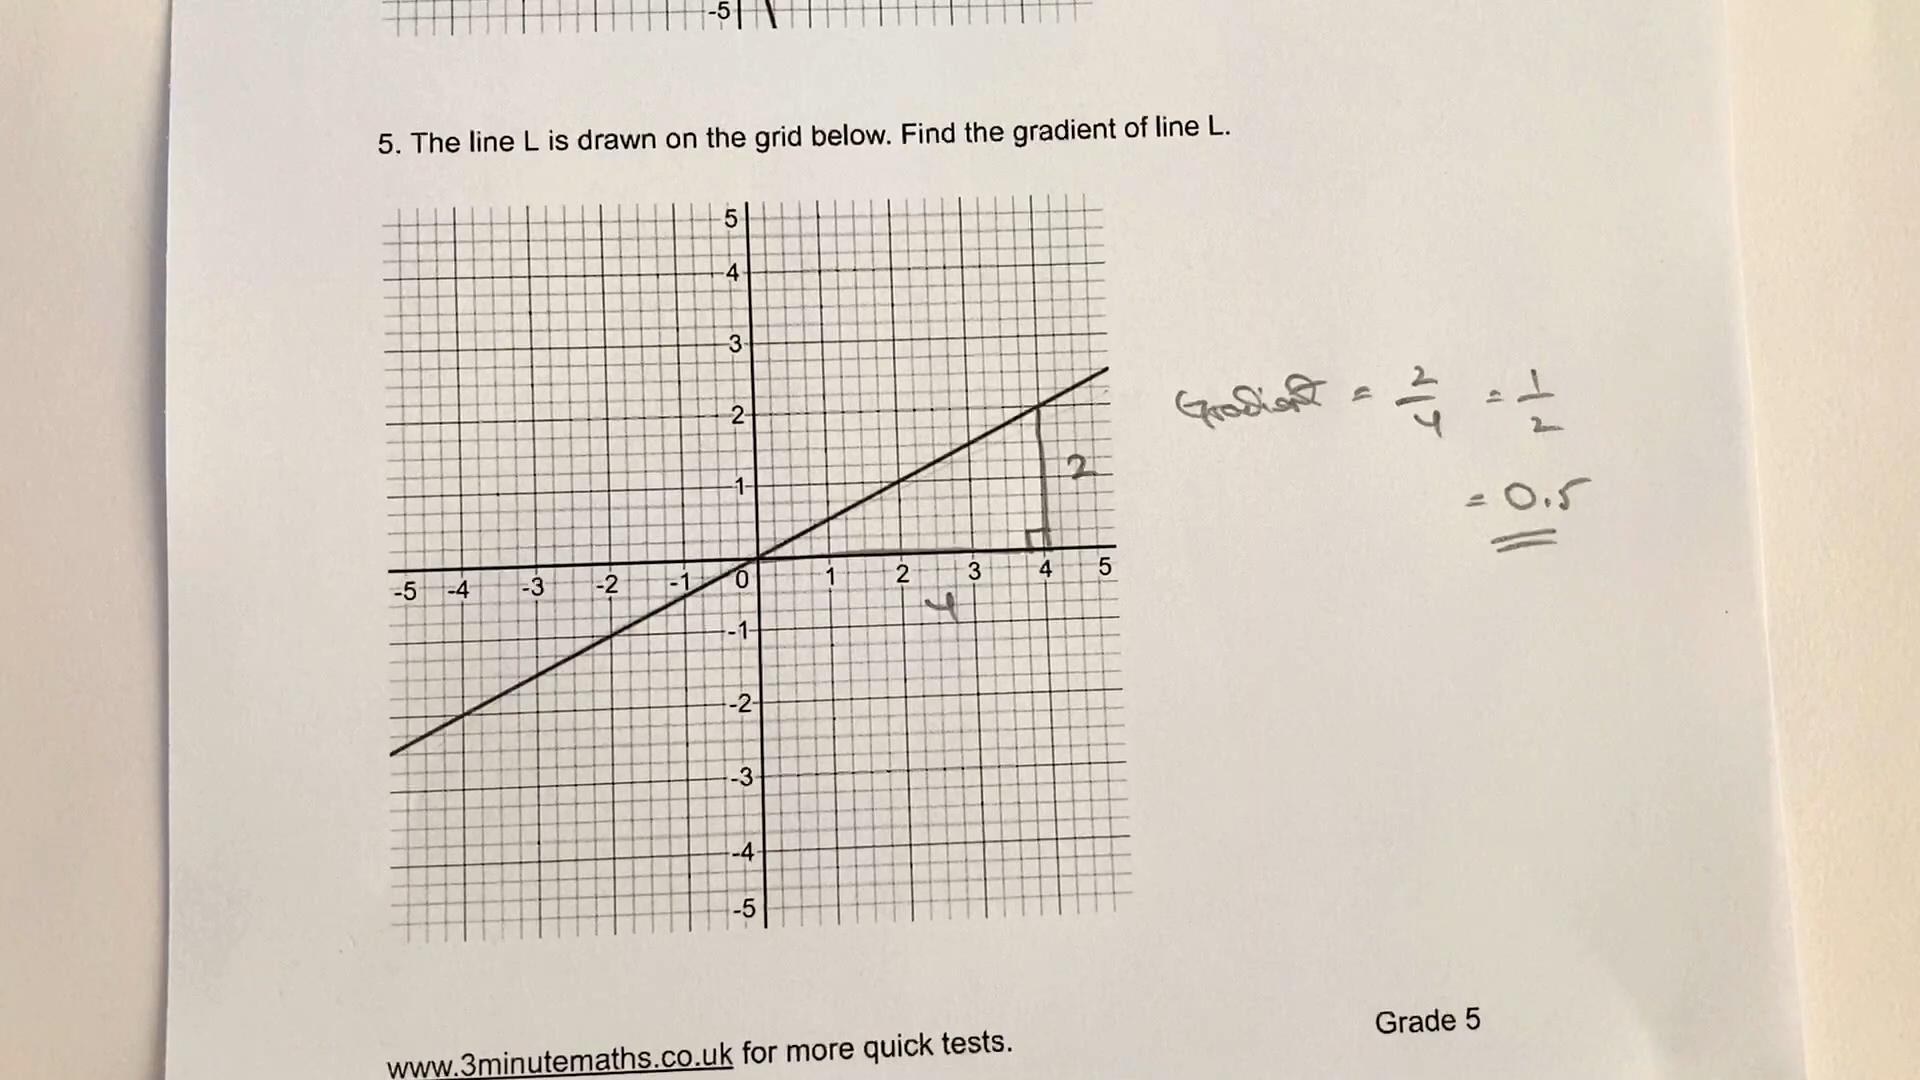 -5
5. The line L is drawn on the grid below. Find the gradient of line L.
5
4
3
2
1
-5 -4 -3 -2 -1 0 1 2 3 4 5
-1
-2
-3
-4
-5
2
4
Gradient = 2/4 = 1/2
= 0.5
Grade 5
www.3minutemaths.co.uk for more quick tests.